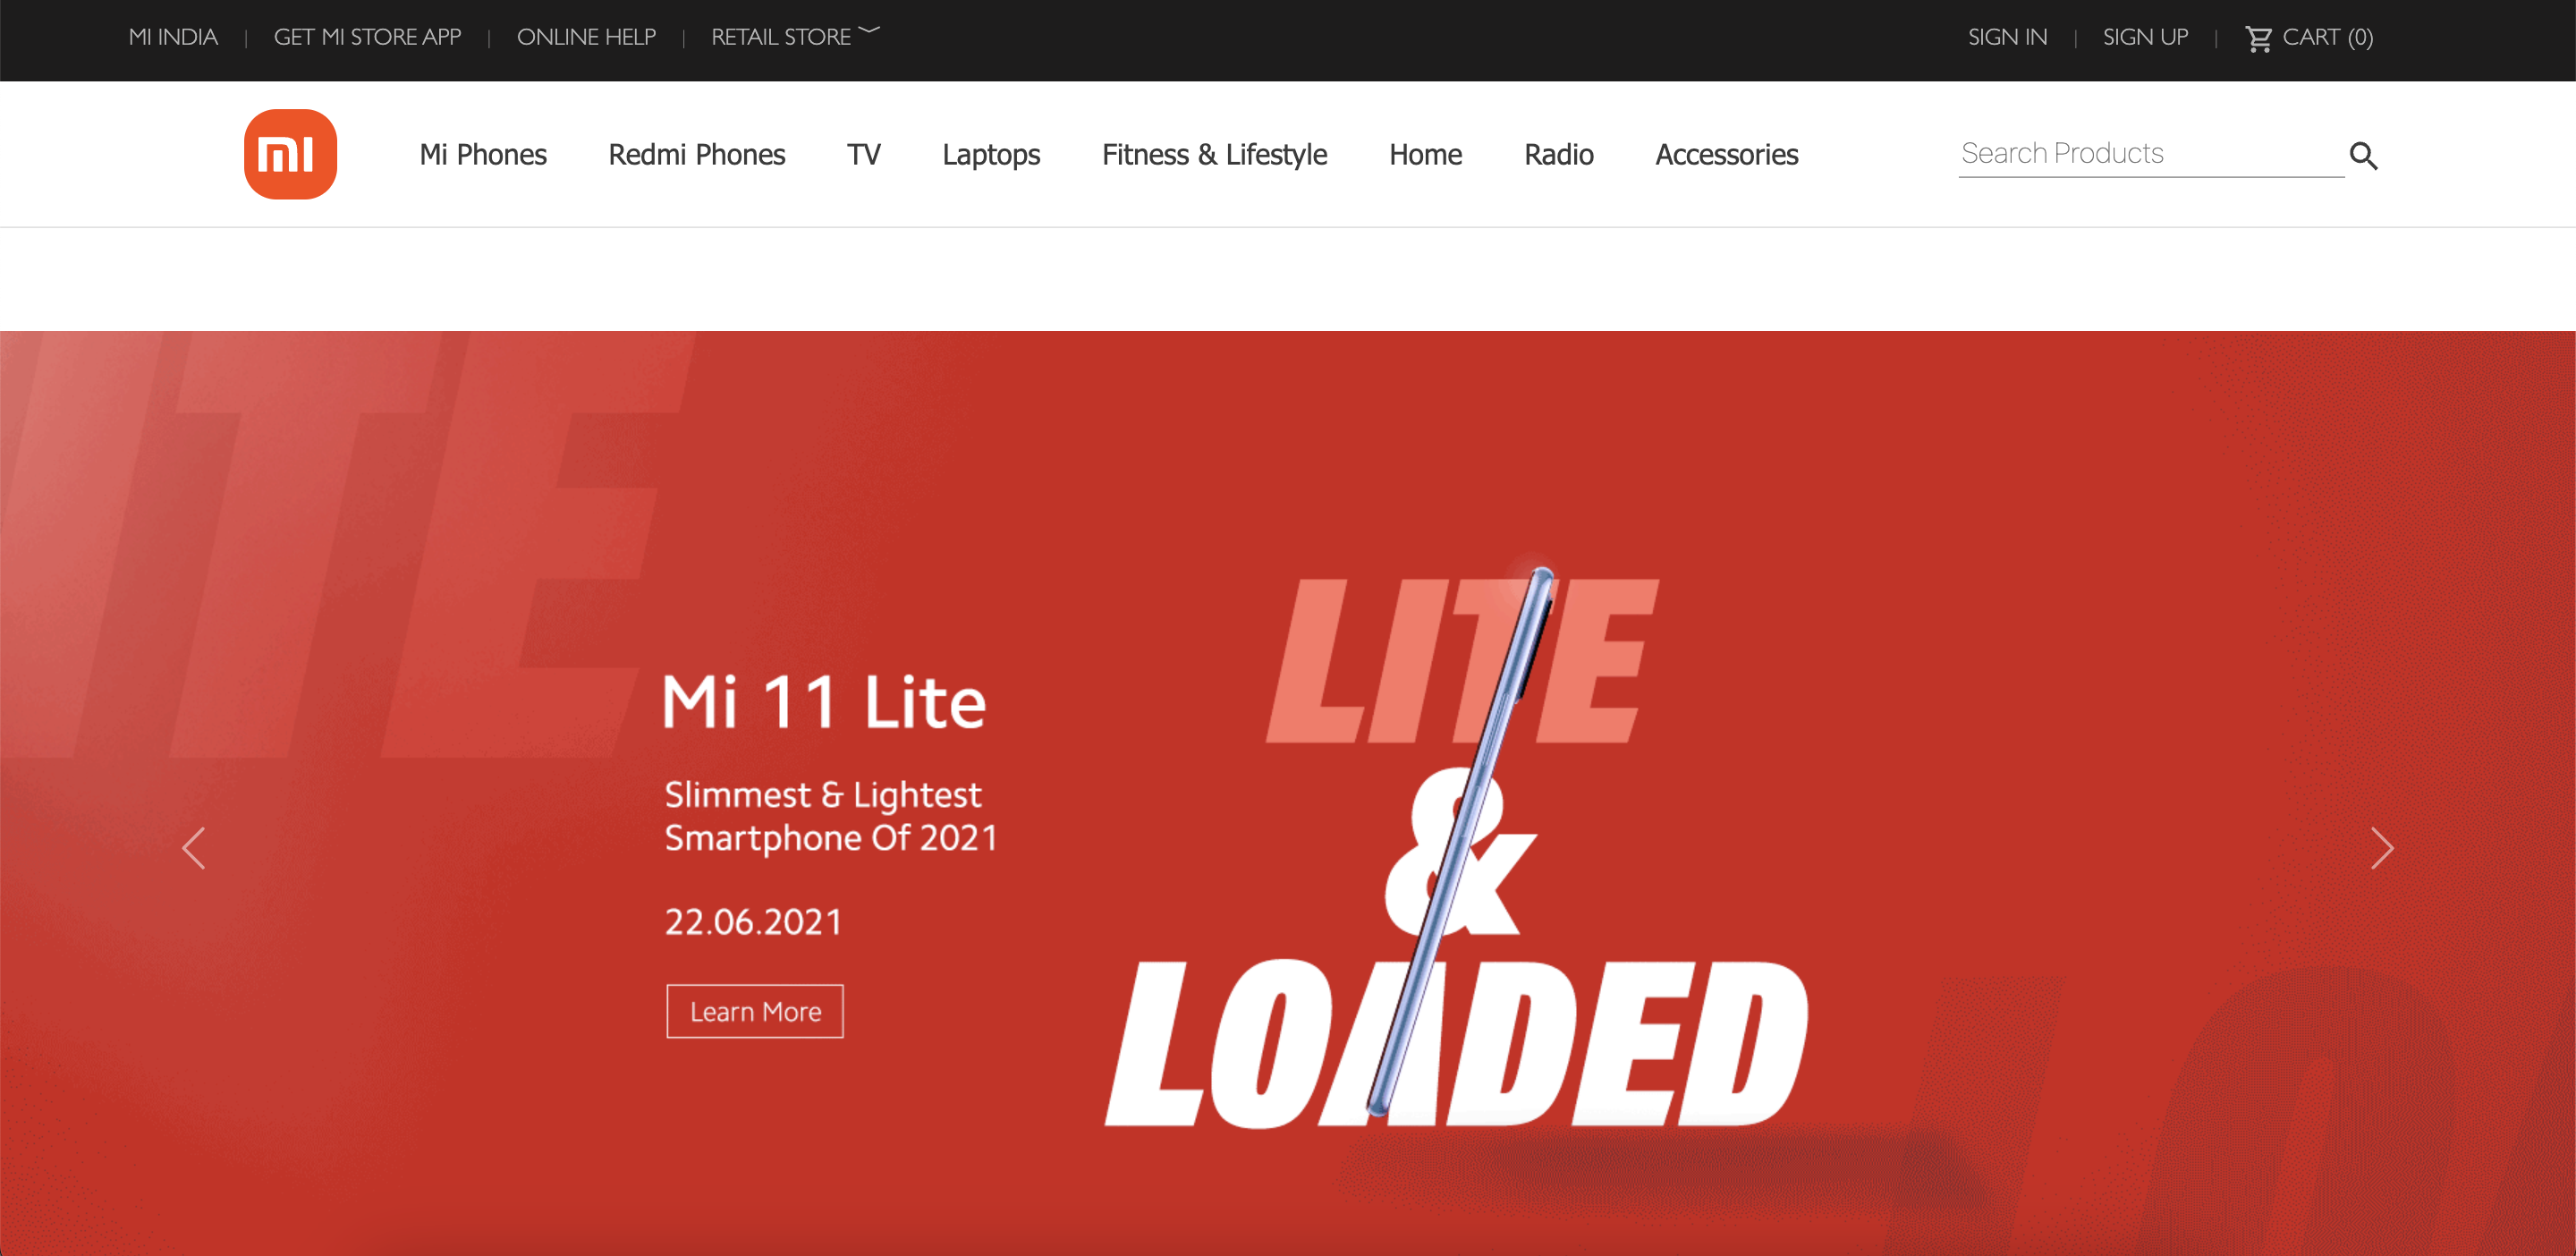 MI INDIA | GET MI STORE APP | ONLINE HELP | RETAIL STORE SIGN IN | SIGN UP | CART (0)
mi Mi Phones Redmi Phones TV Laptops Fitness & Lifestyle Home Radio Accessories Search Products
ITE
Mi 11 Lite
Slimmest & Lightest
Smartphone Of 2021
22.06.2021
Learn More
LITE
&
LOADED
LO